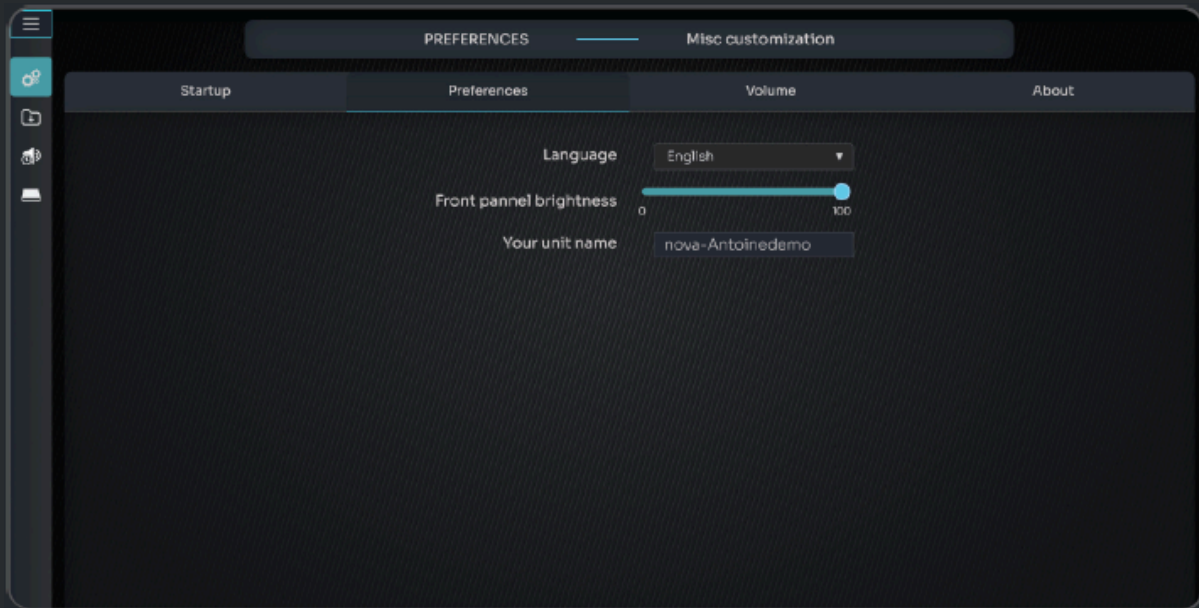 PREFERENCES Misc customization
Startup Preferences Volume About
Language English
Front pannel brightness
0 100
Your unit name nova-Antoinedemo